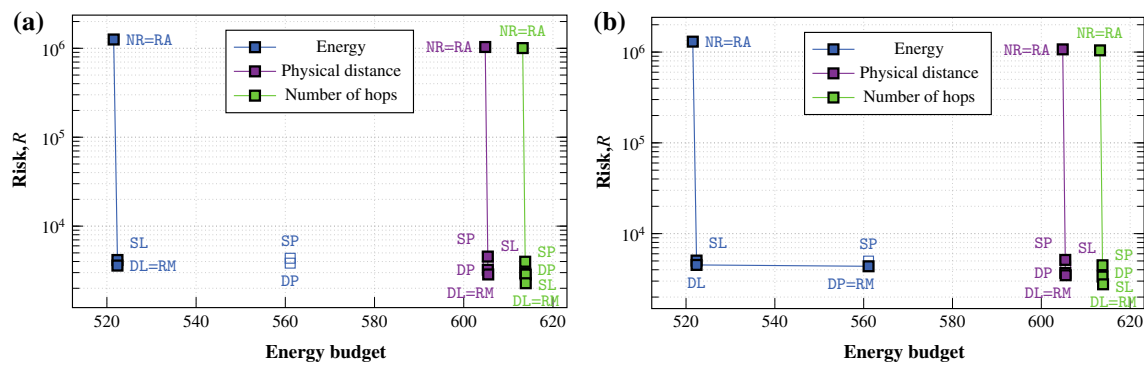 (a)
NR=RA
NR=RA
NR=RA
Energy
Physical distance
Number of hops
10^6
10^5
10^4
Risk, R
SL
DL=RM
SP
DP
SP
SL
DP
DL=RM
SP
DP
SL
DL=RM
520 540 560 580 600 620
Energy budget
(b)
NR=RA
NR=RA
NR=RA
Energy
Physical distance
Number of hops
10^6
10^5
10^4
Risk, R
SL
DL
SP
DP=RM
SP
SL
DP
DL=RM
SP
DP
SL
DL=RM
520 540 560 580 600 620
Energy budget